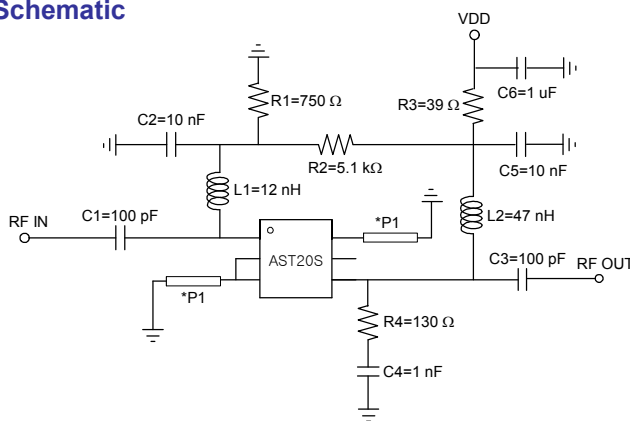 Schematic
VDD
C6=1 uF
R1=750 Ω
R3=39 Ω
C2=10 nF
R2=5.1 kΩ
C5=10 nF
L1=12 nH
L2=47 nH
RF IN
C1=100 pF
*P1
AST20S
C3=100 pF
RF OUT
*P1
R4=130 Ω
C4=1 nF